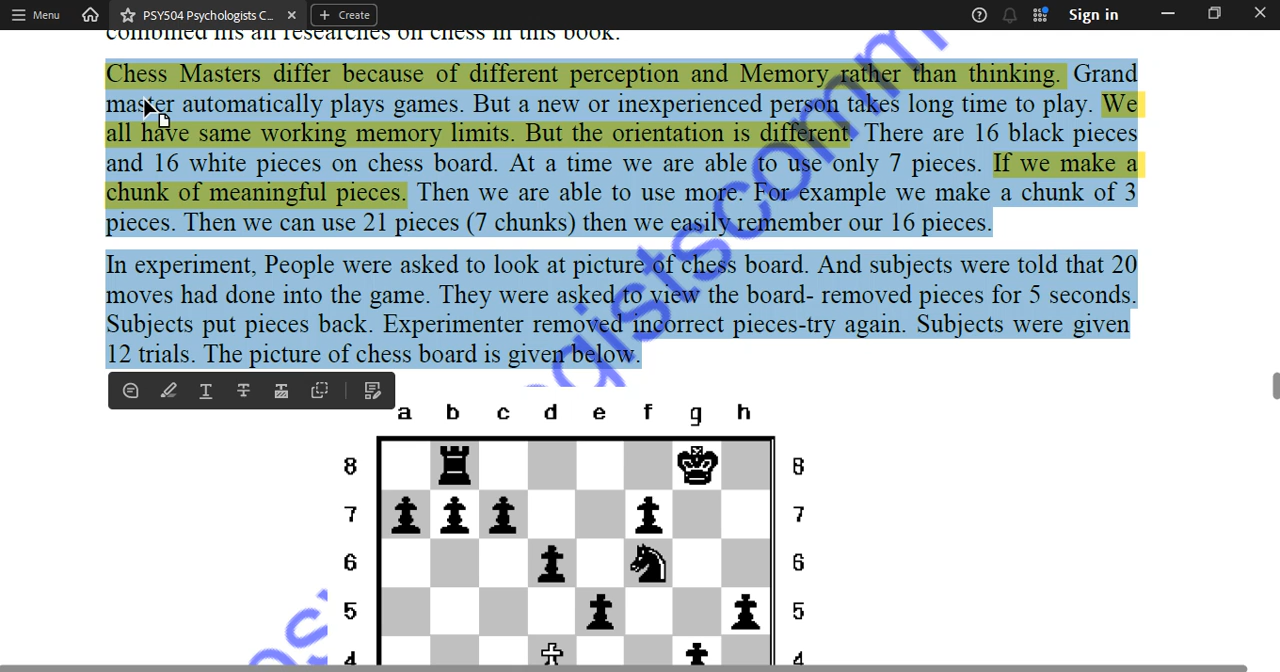 Menu
PSY504 Psychologists C...
Create
Sign in
combined his all researches on chess in this book.
Chess Masters differ because of different perception and Memory rather than thinking. Grand
master automatically plays games. But a new or inexperienced person takes long time to play. We
all have same working memory limits. But the orientation is different. There are 16 black pieces
and 16 white pieces on chess board. At a time we are able to use only 7 pieces. If we make a
chunk of meaningful pieces. Then we are able to use more. For example we make a chunk of 3
pieces. Then we can use 21 pieces (7 chunks) then we easily remember our 16 pieces.
In experiment, People were asked to look at picture of chess board. And subjects were told that 20
moves had done into the game. They were asked to view the board- removed pieces for 5 seconds.
Subjects put pieces back. Experimenter removed incorrect pieces-try again. Subjects were given
12 trials. The picture of chess board is given below.
a b c d e f g h
8 8
7 7
6 6
5 5
4 4